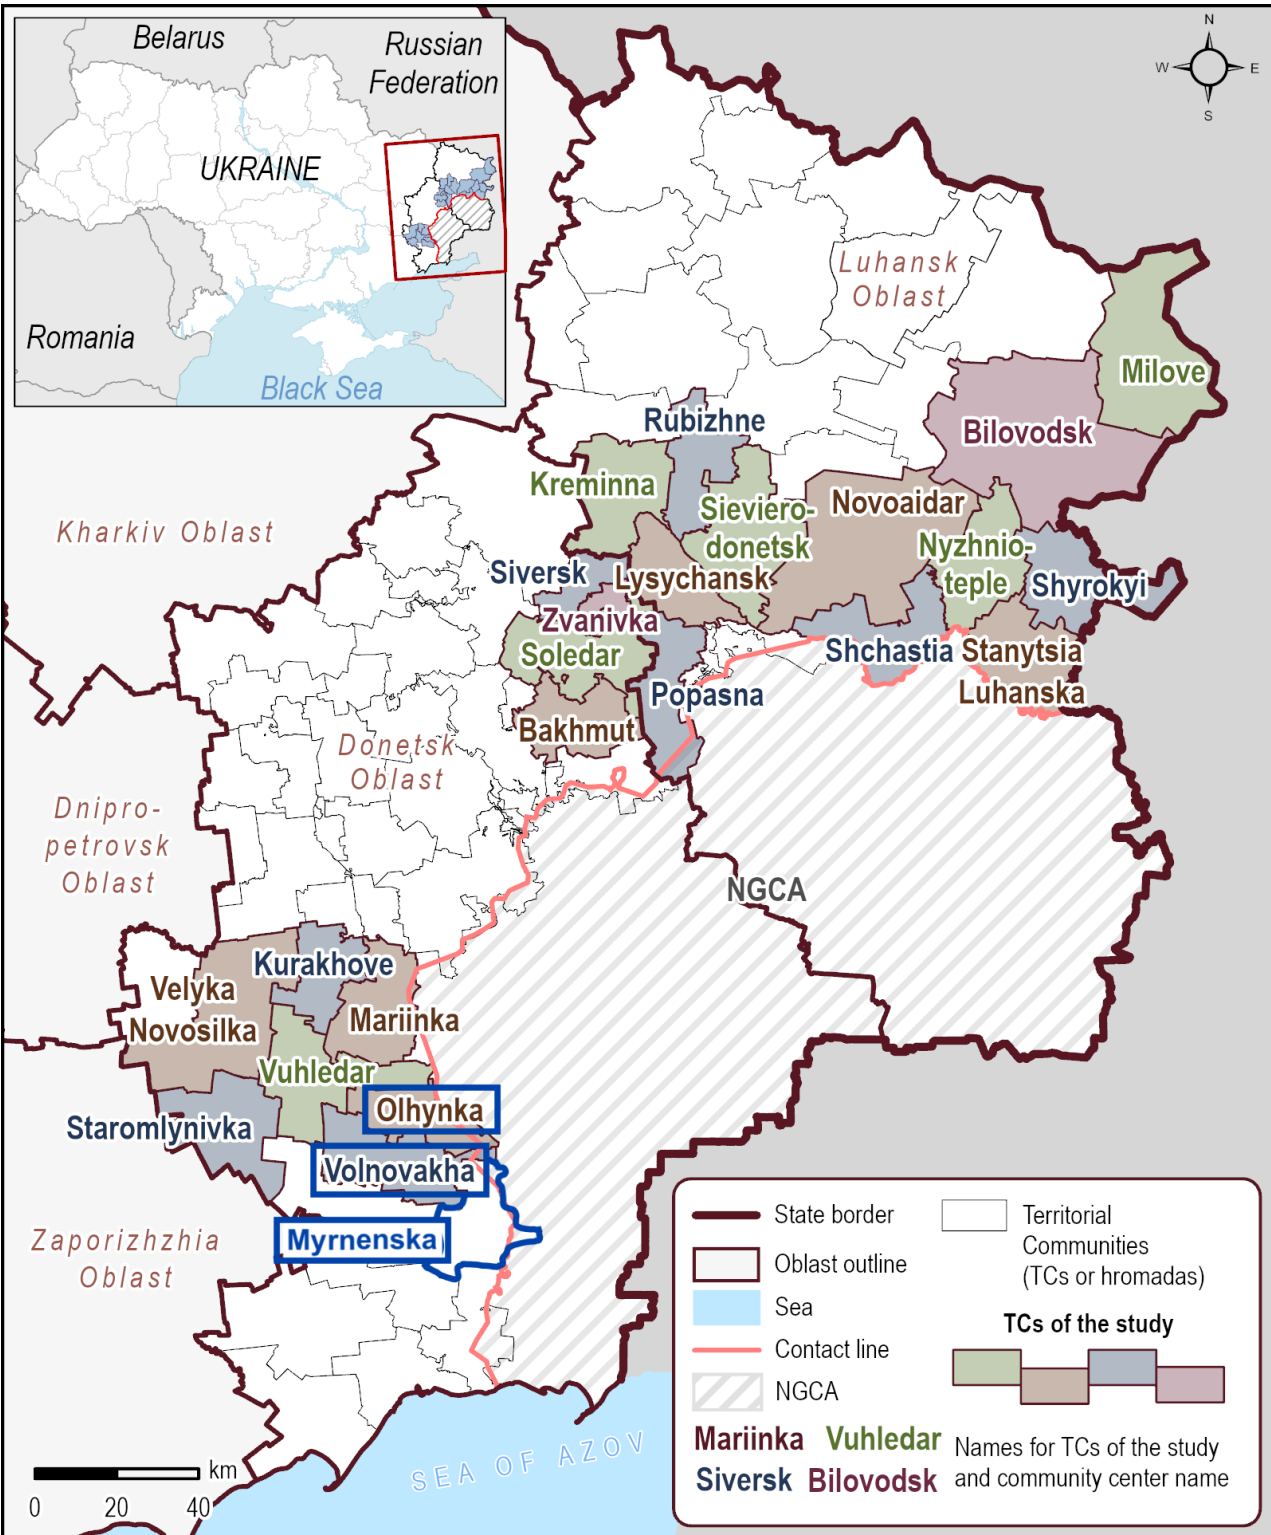 Belarus
Russian
Federation
UKRAINE
Romania
Black Sea
N
W
E
S
Luhansk
Oblast
Milove
Bilovodsk
Rubizhne
Kreminna
Sieviero-
donetsk
Novoaidar
Nyzhnio-
teple
Shyrokyi
Kharkiv Oblast
Siversk
Lysychansk
Zvanivka
Soledar
Shchastia
Stanytsia
Luhanska
Popasna
Bakhmut
Donetsk
Oblast
Dnipro-
petrovsk
Oblast
NGCA
Kurakhove
Velyka
Novosilka
Mariinka
Vuhledar
Olhynka
Staromlynivka
Volnovakha
Myrnenska
Zaporizhzhia
Oblast
SEA OF AZOV
km
0 20 40
State border
Oblast outline
Sea
Contact line
NGCA
Territorial
Communities
(TCs or hromadas)
TCs of the study
Mariinka Vuhledar
Siversk Bilovodsk
Names for TCs of the study
and community center name